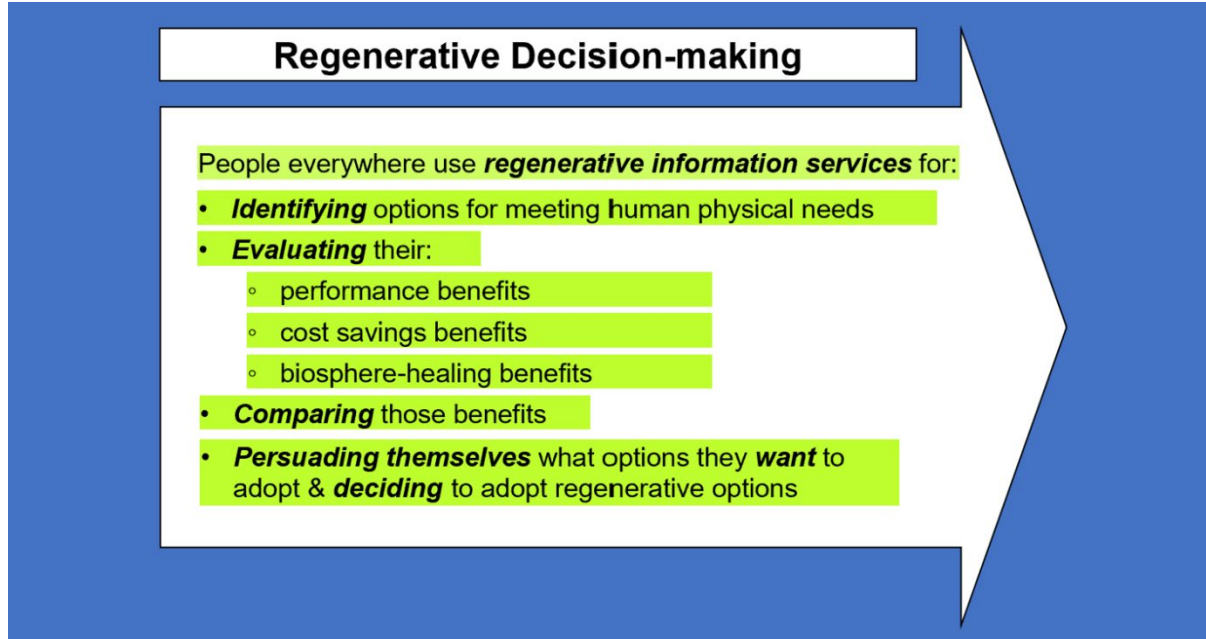 Regenerative Decision-making
People everywhere use regenerative information services for:
• Identifying options for meeting human physical needs
• Evaluating their:
◦ performance benefits
◦ cost savings benefits
◦ biosphere-healing benefits
• Comparing those benefits
• Persuading themselves what options they want to
adopt & deciding to adopt regenerative options